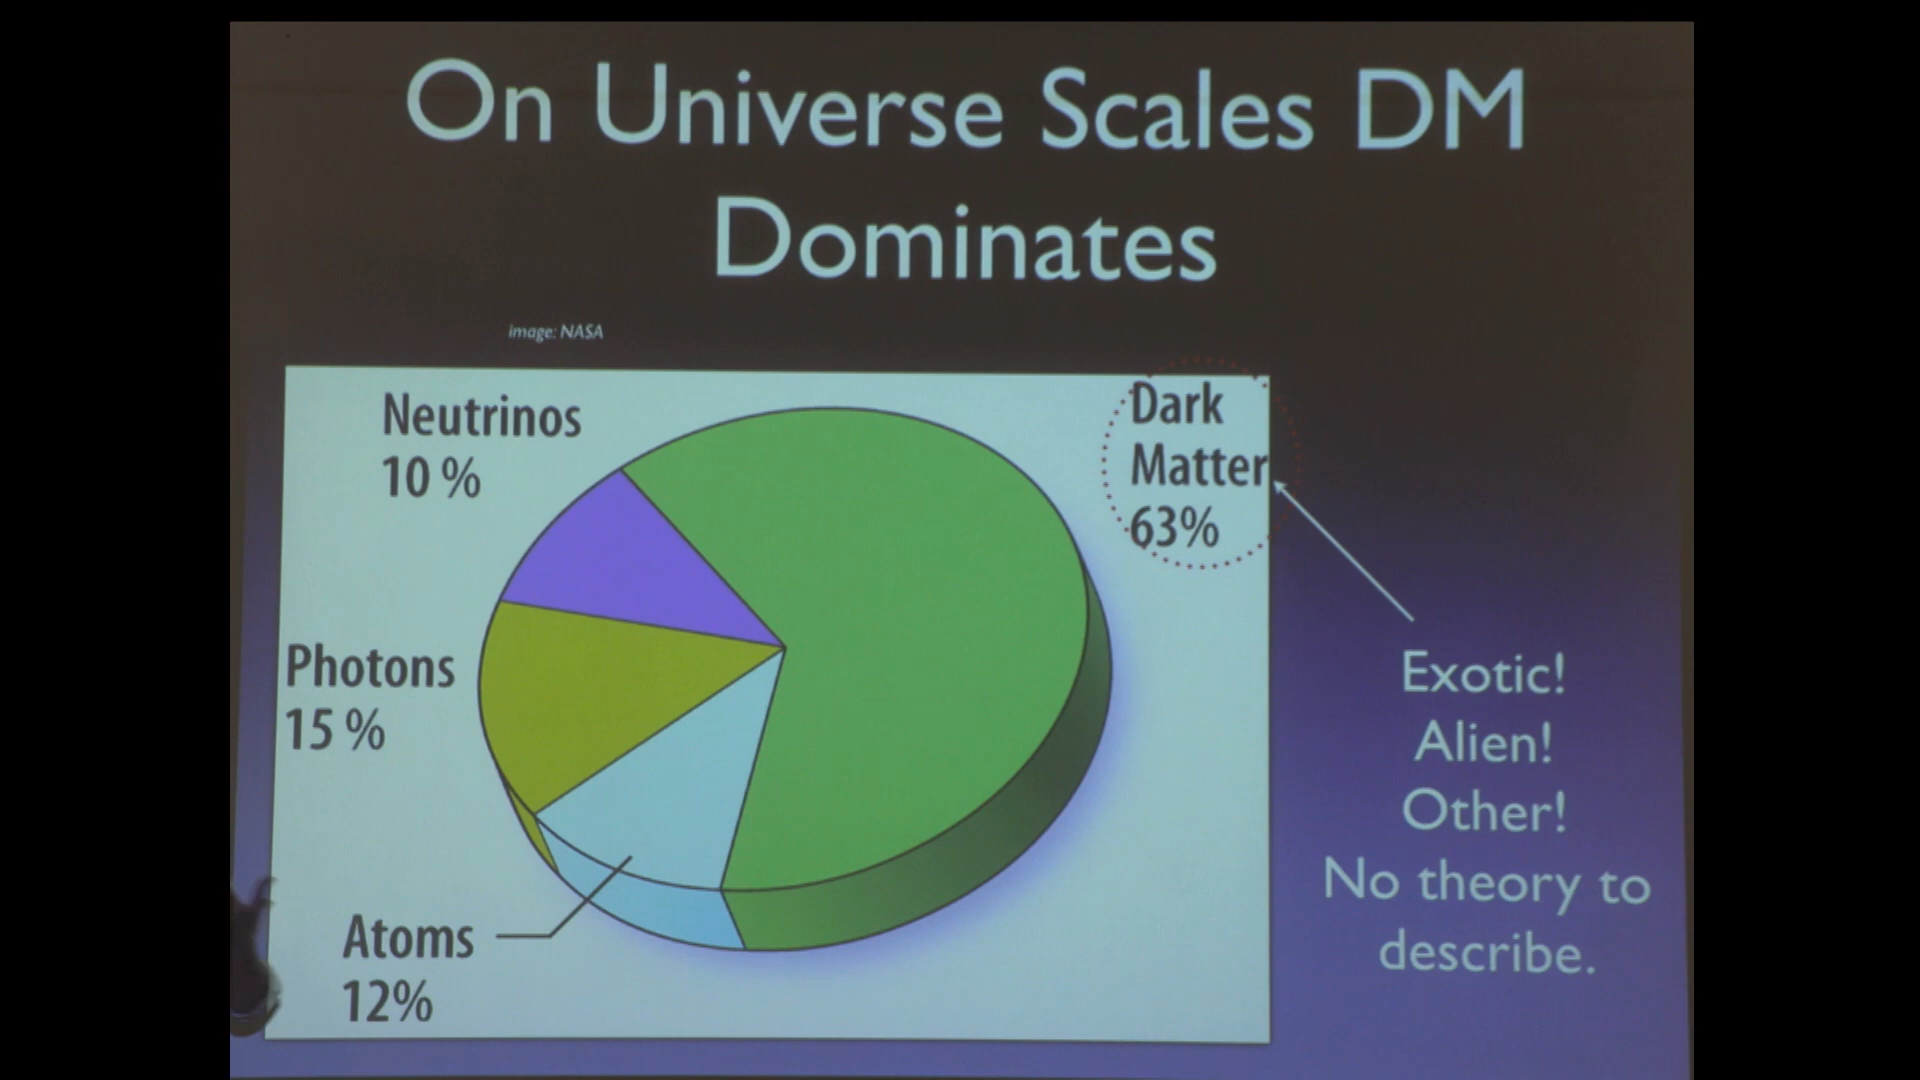 On Universe Scales DM
Dominates
image: NASA
Neutrinos
10 %
Dark
Matter
63%
Photons
15 %
Atoms
12%
Exotic!
Alien!
Other!
No theory to
describe.